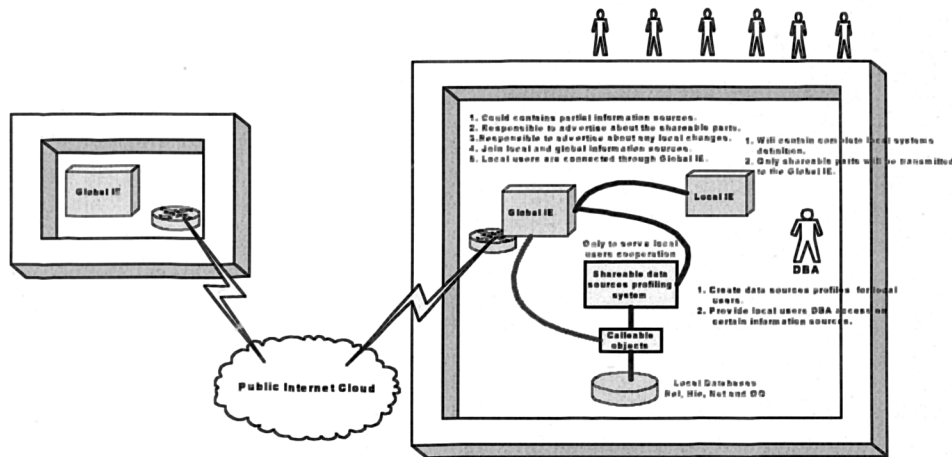 1. Could contains partial information sources.
2. Responsible to advertise about the shareable parts.
3.Responsible to advertise about any local changes.
4. Join local and global information sources.
5. Local users are connected through Global IE.
1. Will contain complete local systems
definition.
2. Only shareable parts will be transmitted
to the Global IE.
Global IE
Global IE
Local IE
Only to serve local
users cooperation
Shareable data
sources profiling
system
DBA
1. Create data sources profiles for local
users.
2. Provide local users DBA access on
certain information sources.
Calleable
objects
Public Internet Cloud
Local Databases
Rel, Hie, Net and OO